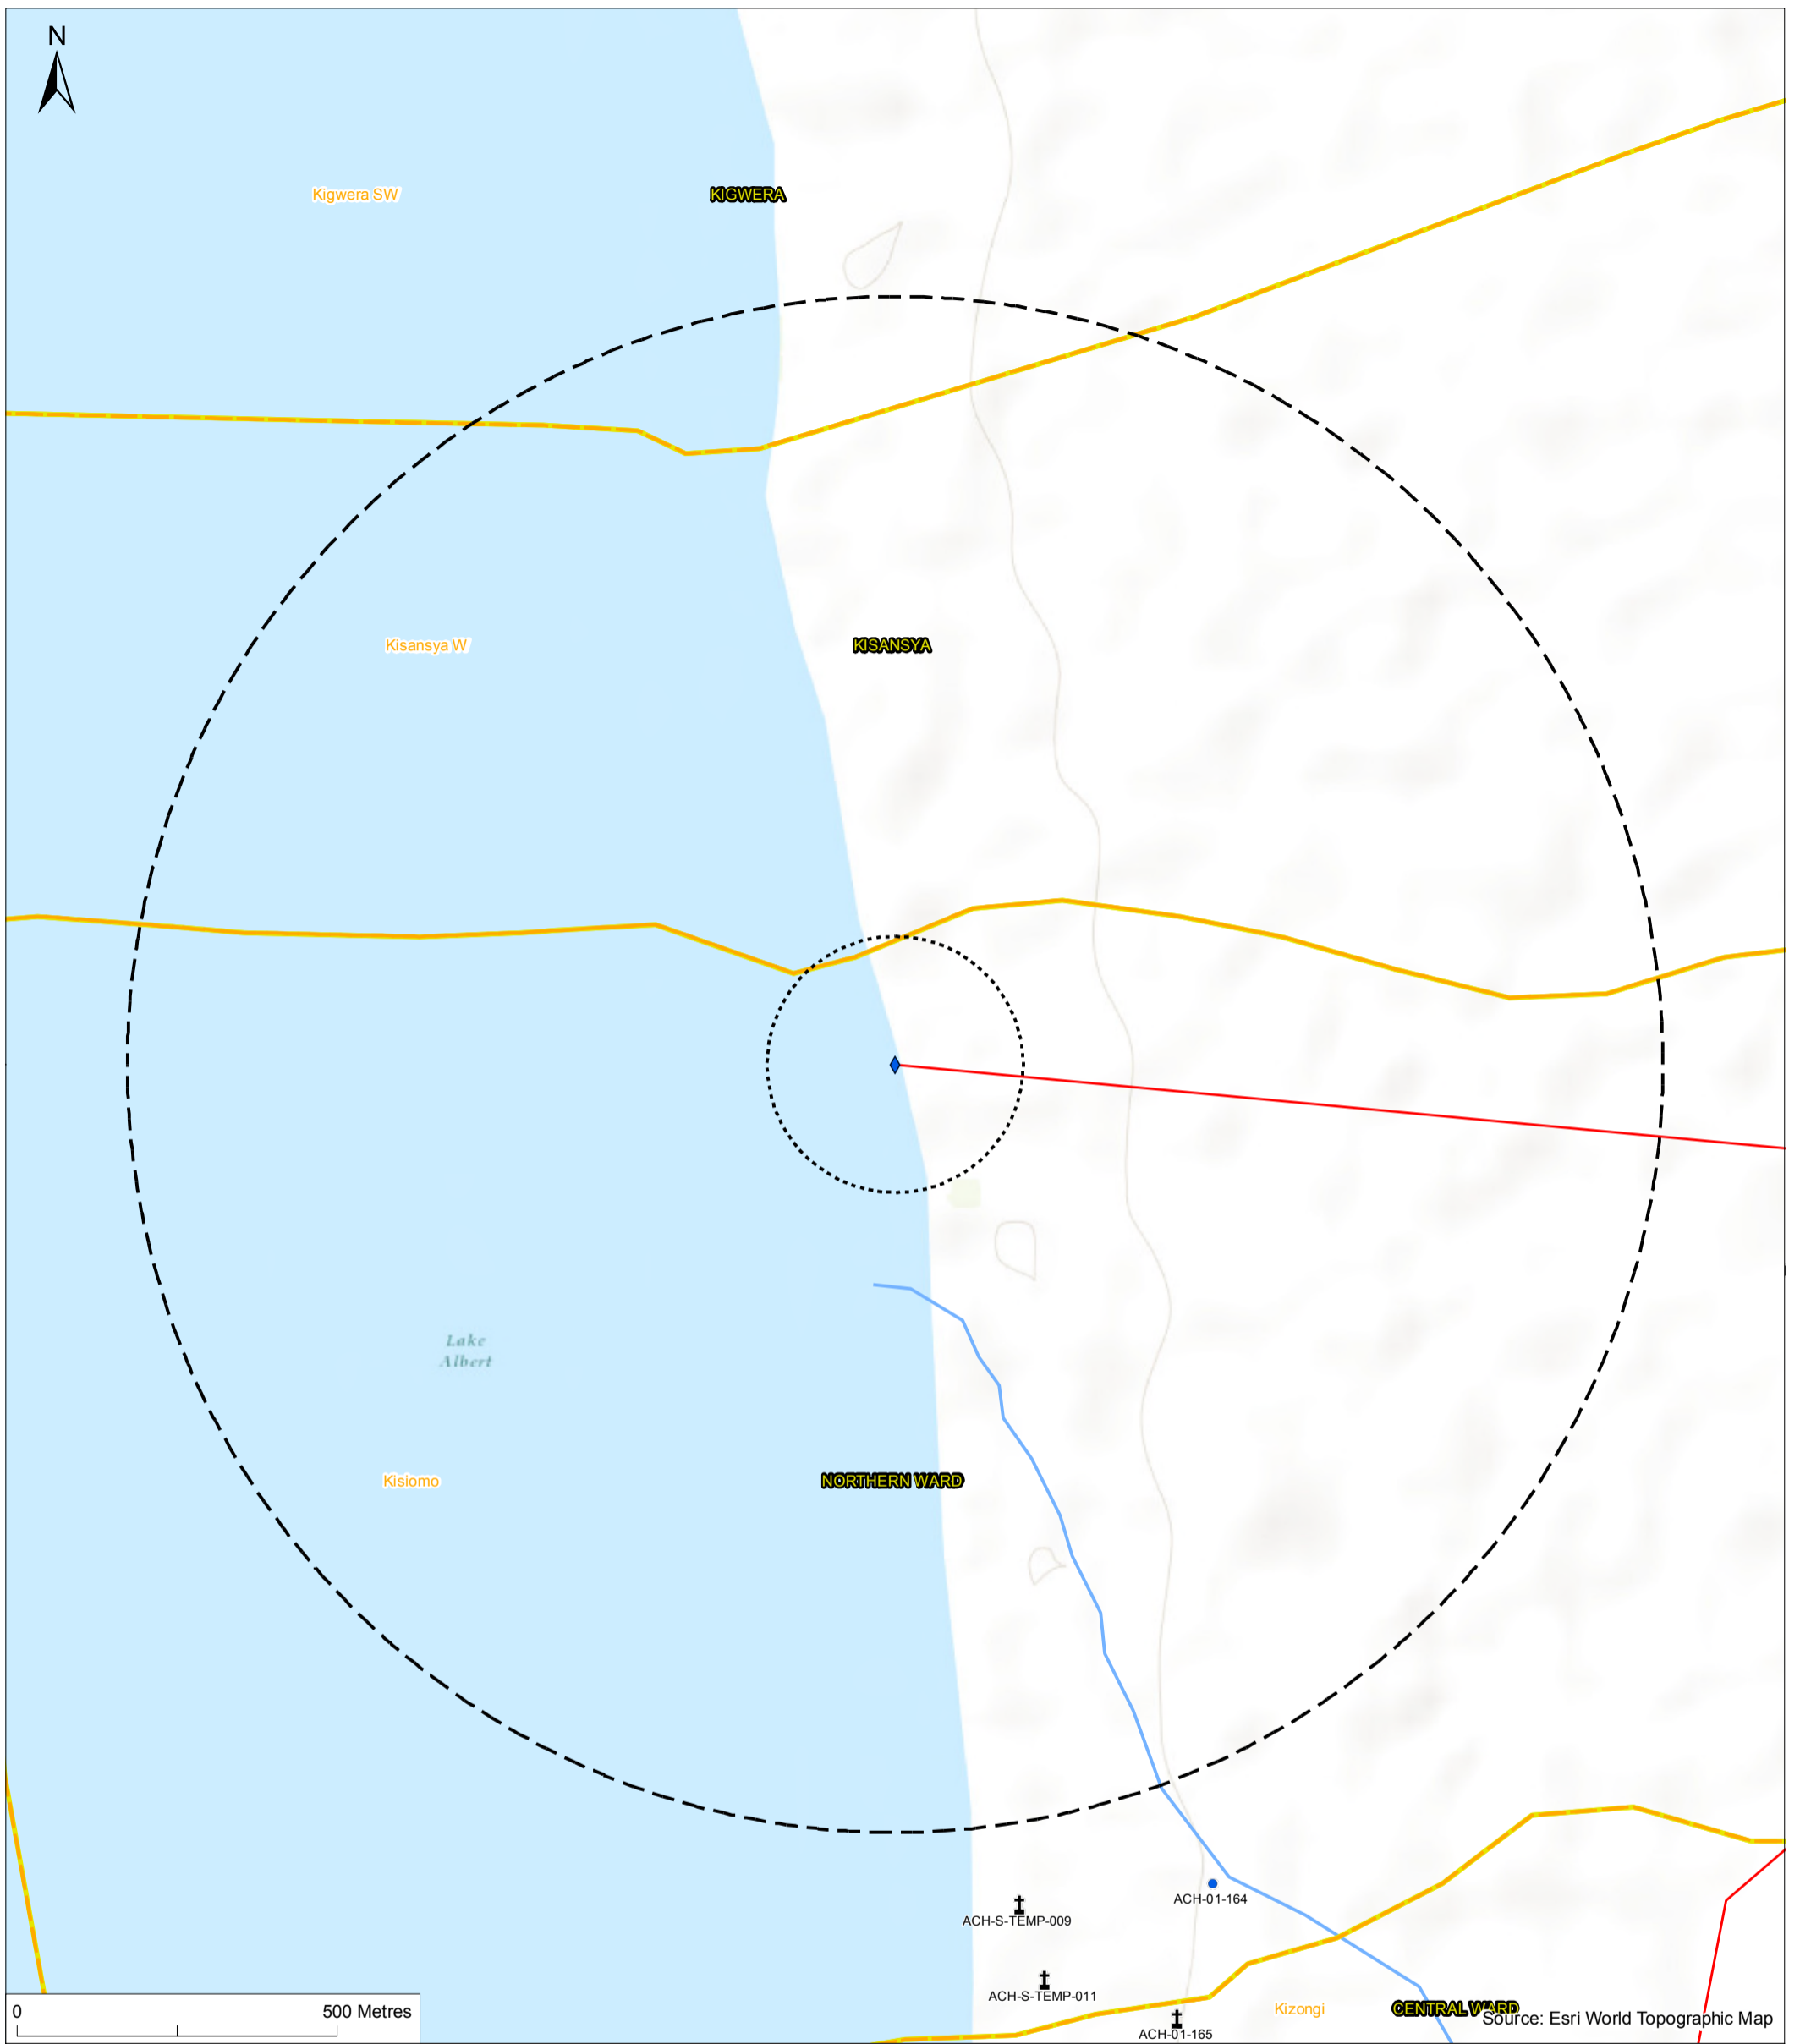 N
Kigwera SW
KIGWERA
Kisansya W
KISANSYA
Lake
Albert
Kisiomo
NORTHERN WARD
ACH-01-164
ACH-S-TEMP-009
ACH-S-TEMP-011
Kizongi
CENTRAL WARD
0
500 Metres
Source: Esri World Topographic Map
ACH-01-165